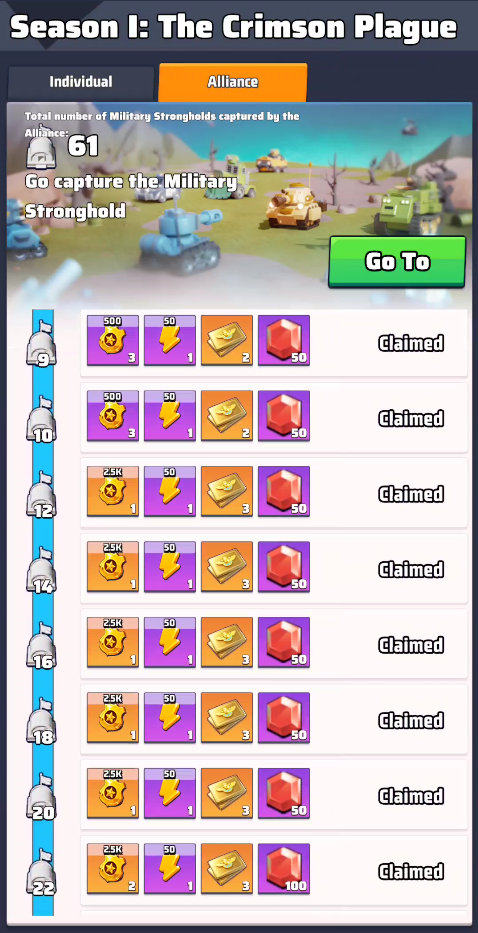 Season 1: The Crimson Plague
Individual
Alliance
Total number of Military Strongholds captured by the
Alliance:
61
Go capture the Military
Stronghold
Go To
9
500
3
50
1
2
50
Claimed
10
500
3
50
1
2
50
Claimed
12
2.5K
1
50
1
3
50
Claimed
14
2.5K
1
50
1
3
50
Claimed
16
2.5K
1
50
1
3
50
Claimed
18
2.5K
1
50
1
3
50
Claimed
20
2.5K
1
50
1
3
50
Claimed
22
2.5K
2
50
1
3
100
Claimed